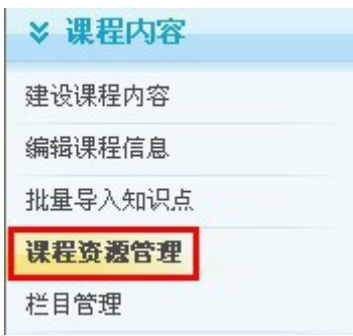 课程内容
建设课程内容
编辑课程信息
批量导入知识点
课程资源管理
栏目管理